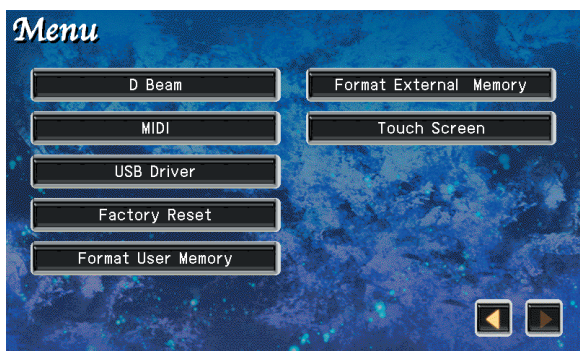 Menu
D Beam
MIDI
USB Driver
Factory Reset
Format User Memory
Format External Memory
Touch Screen